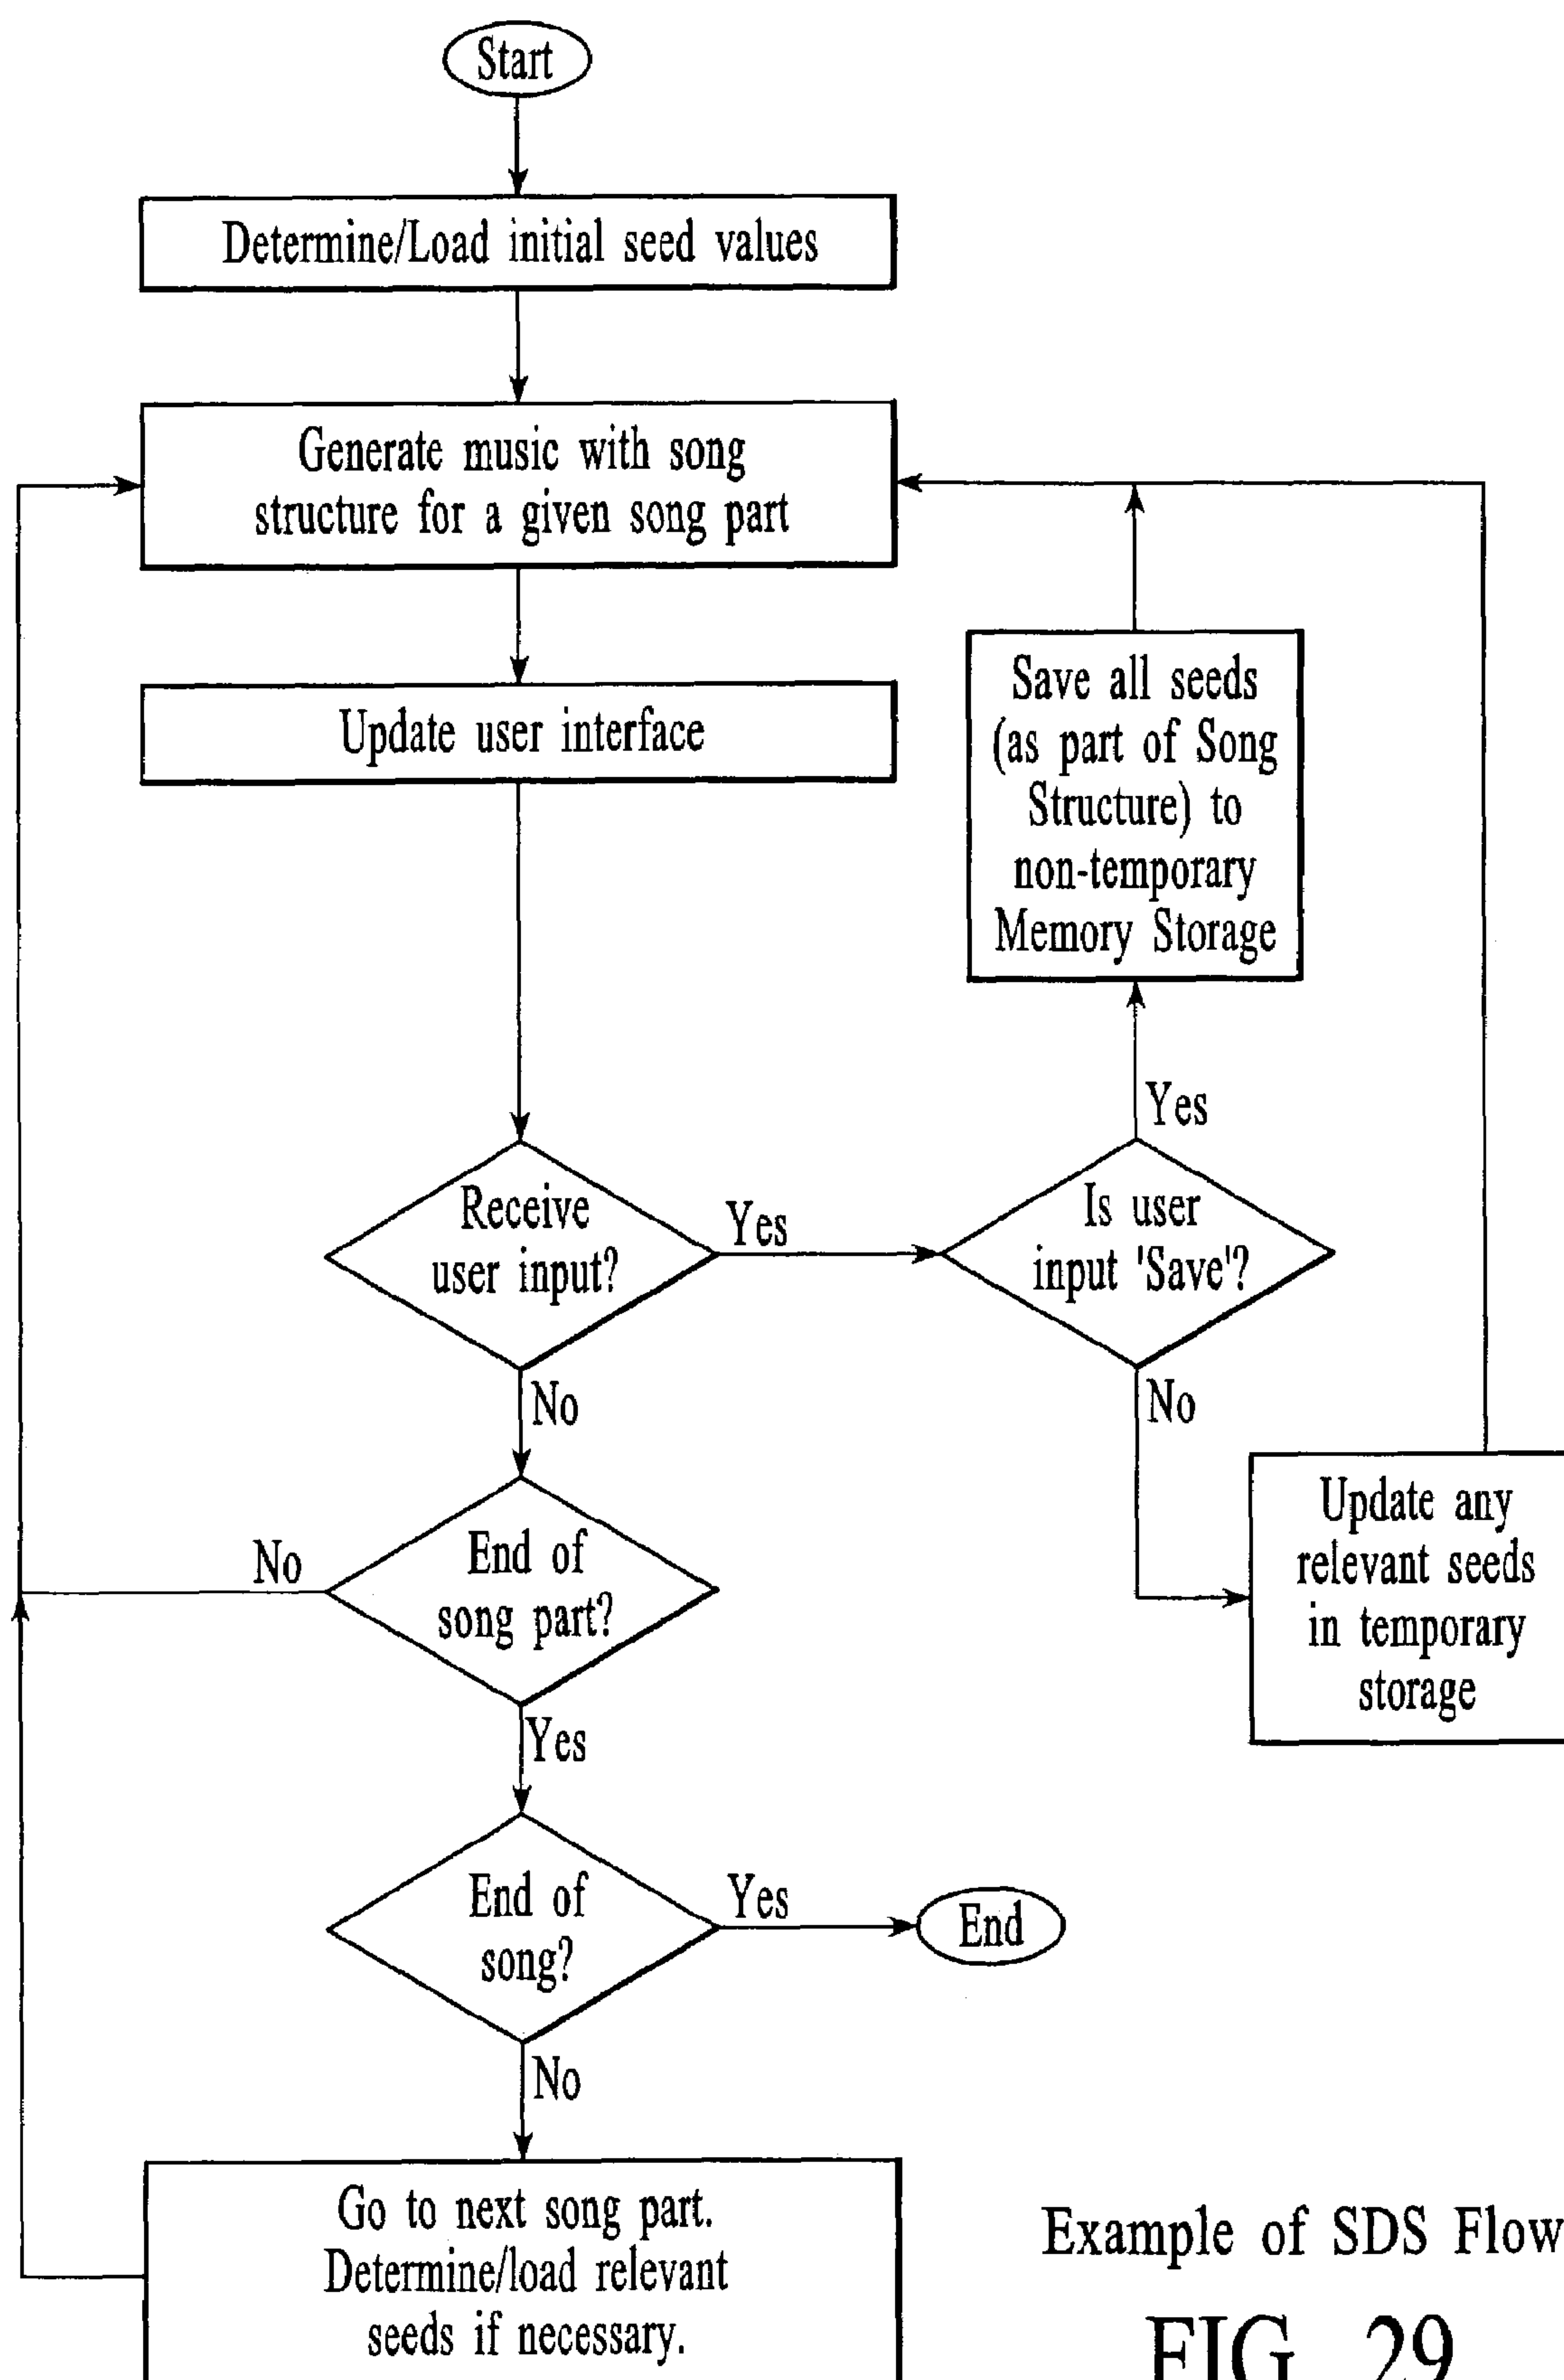 Start
Determine/Load initial seed values
Generate music with song
structure for a given song part
Update user interface
Save all seeds
(as part of Song
Structure) to
non-temporary
Memory Storage
Yes
Receive
user input?
Yes
Is user
input 'Save'?
No
No
Update any
relevant seeds
in temporary
storage
No
End of
song part?
Yes
End of
song?
Yes
End
No
Go to next song part.
Determine/load relevant
seeds if necessary.
Example of SDS Flow
FIG. 29